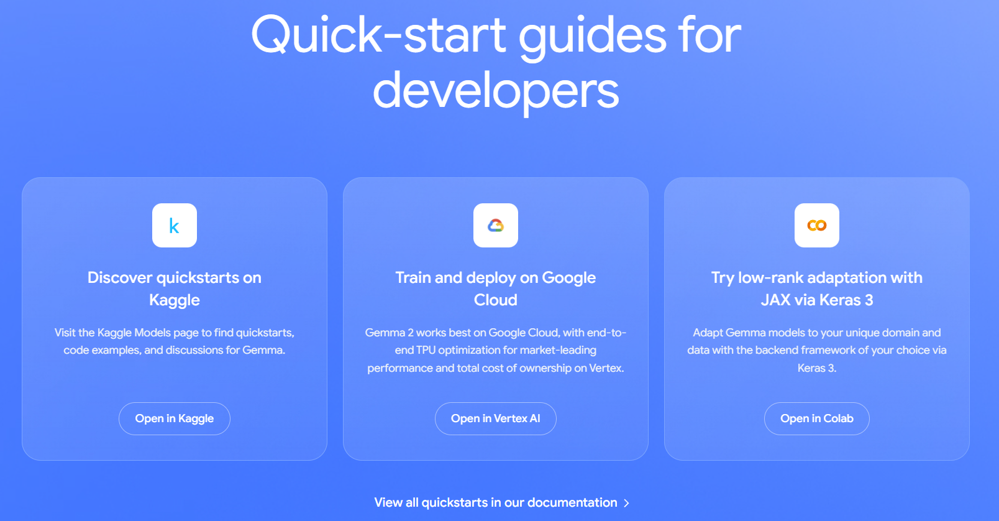 Quick-start guides for
developers
k
Discover quickstarts on
Kaggle
Visit the Kaggle Models page to find quickstarts,
code examples, and discussions for Gemma.
Open in Kaggle
Train and deploy on Google
Cloud
Gemma 2 works best on Google Cloud, with end-to-
end TPU optimization for market-leading
performance and total cost of ownership on Vertex.
Open in Vertex AI
CO
Try low-rank adaptation with
JAX via Keras 3
Adapt Gemma models to your unique domain and
data with the backend framework of your choice via
Keras 3.
Open in Colab
View all quickstarts in our documentation